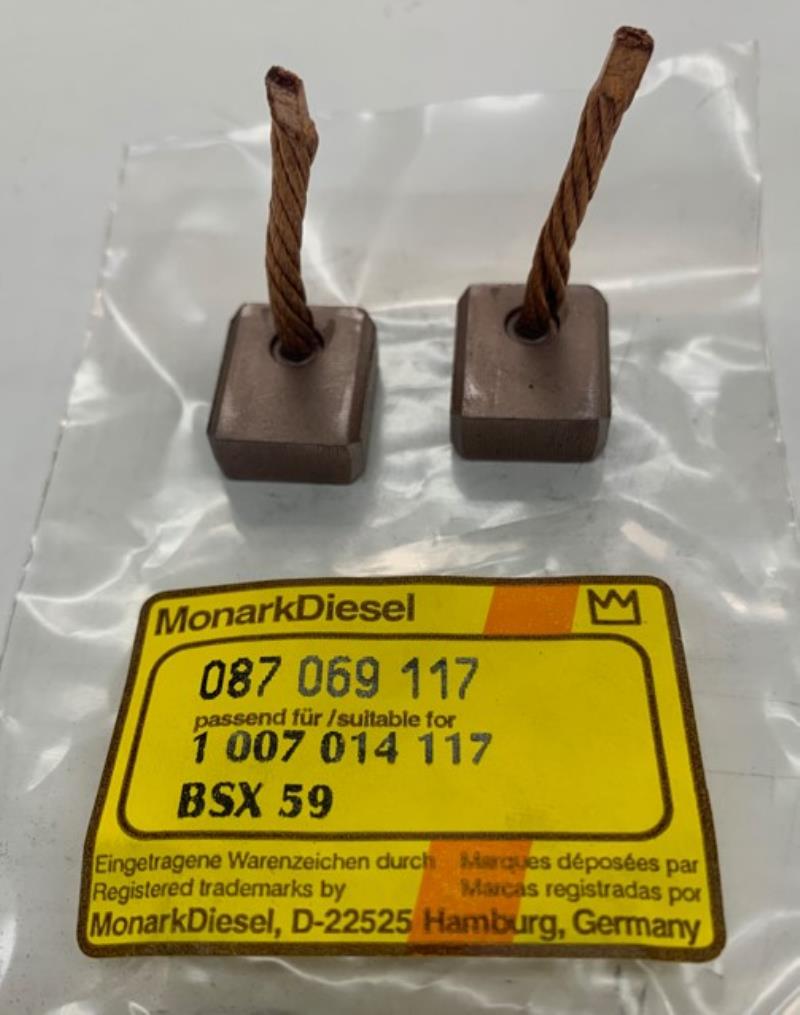 MonarkDiesel
087 069 117
passend für/suitable for
1 007 014 117
BSX 59
Eingetragene Warenzeichen durch Marques déposées par
Registered trademarks by Marcas registradas por
MonarkDiesel, D-22525 Hamburg, Germany